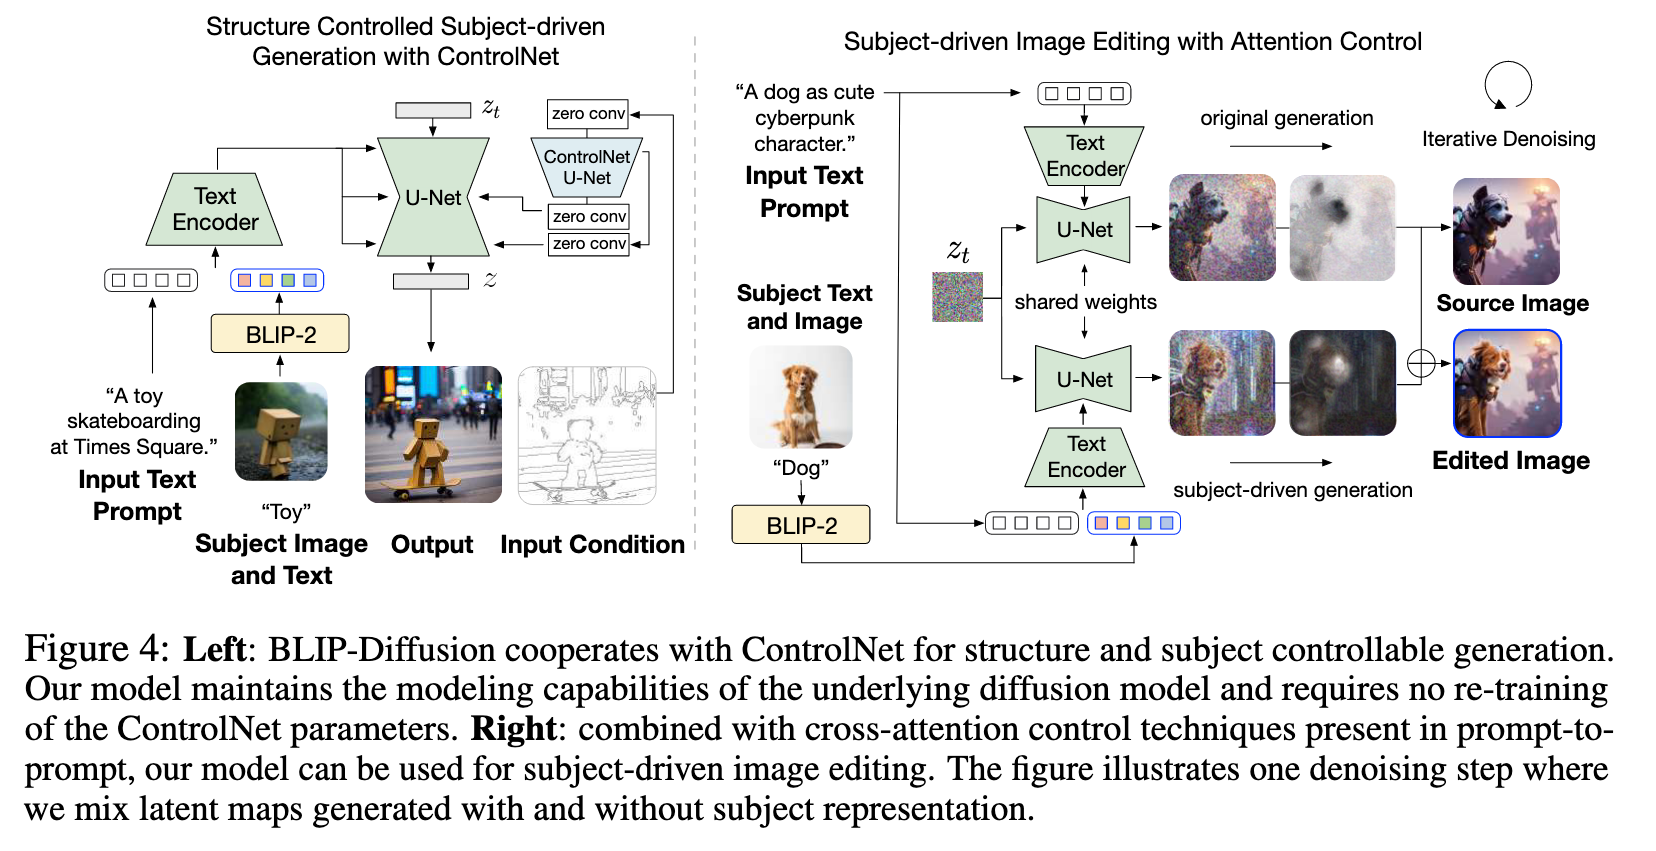 Structure Controlled Subject-driven
Generation with ControlNet
z_t
zero conv
ControlNet
U-Net
U-Net
zero conv
zero conv
Text
Encoder
z
BLIP-2
“A toy
skateboarding
at Times Square.”
Input Text
Prompt
“Toy”
Subject Image
and Text
Output
Input Condition
Subject-driven Image Editing with Attention Control
“A dog as cute
cyberpunk
character.”
Input Text
Prompt
Text
Encoder
original generation
Iterative Denoising
U-Net
z_t
shared weights
Source Image
Subject Text
and Image
“Dog”
BLIP-2
U-Net
Text
Encoder
subject-driven generation
Edited Image
Figure 4: Left: BLIP-Diffusion cooperates with ControlNet for structure and subject controllable generation.
Our model maintains the modeling capabilities of the underlying diffusion model and requires no re-training
of the ControlNet parameters. Right: combined with cross-attention control techniques present in prompt-to-
prompt, our model can be used for subject-driven image editing. The figure illustrates one denoising step where
we mix latent maps generated with and without subject representation.